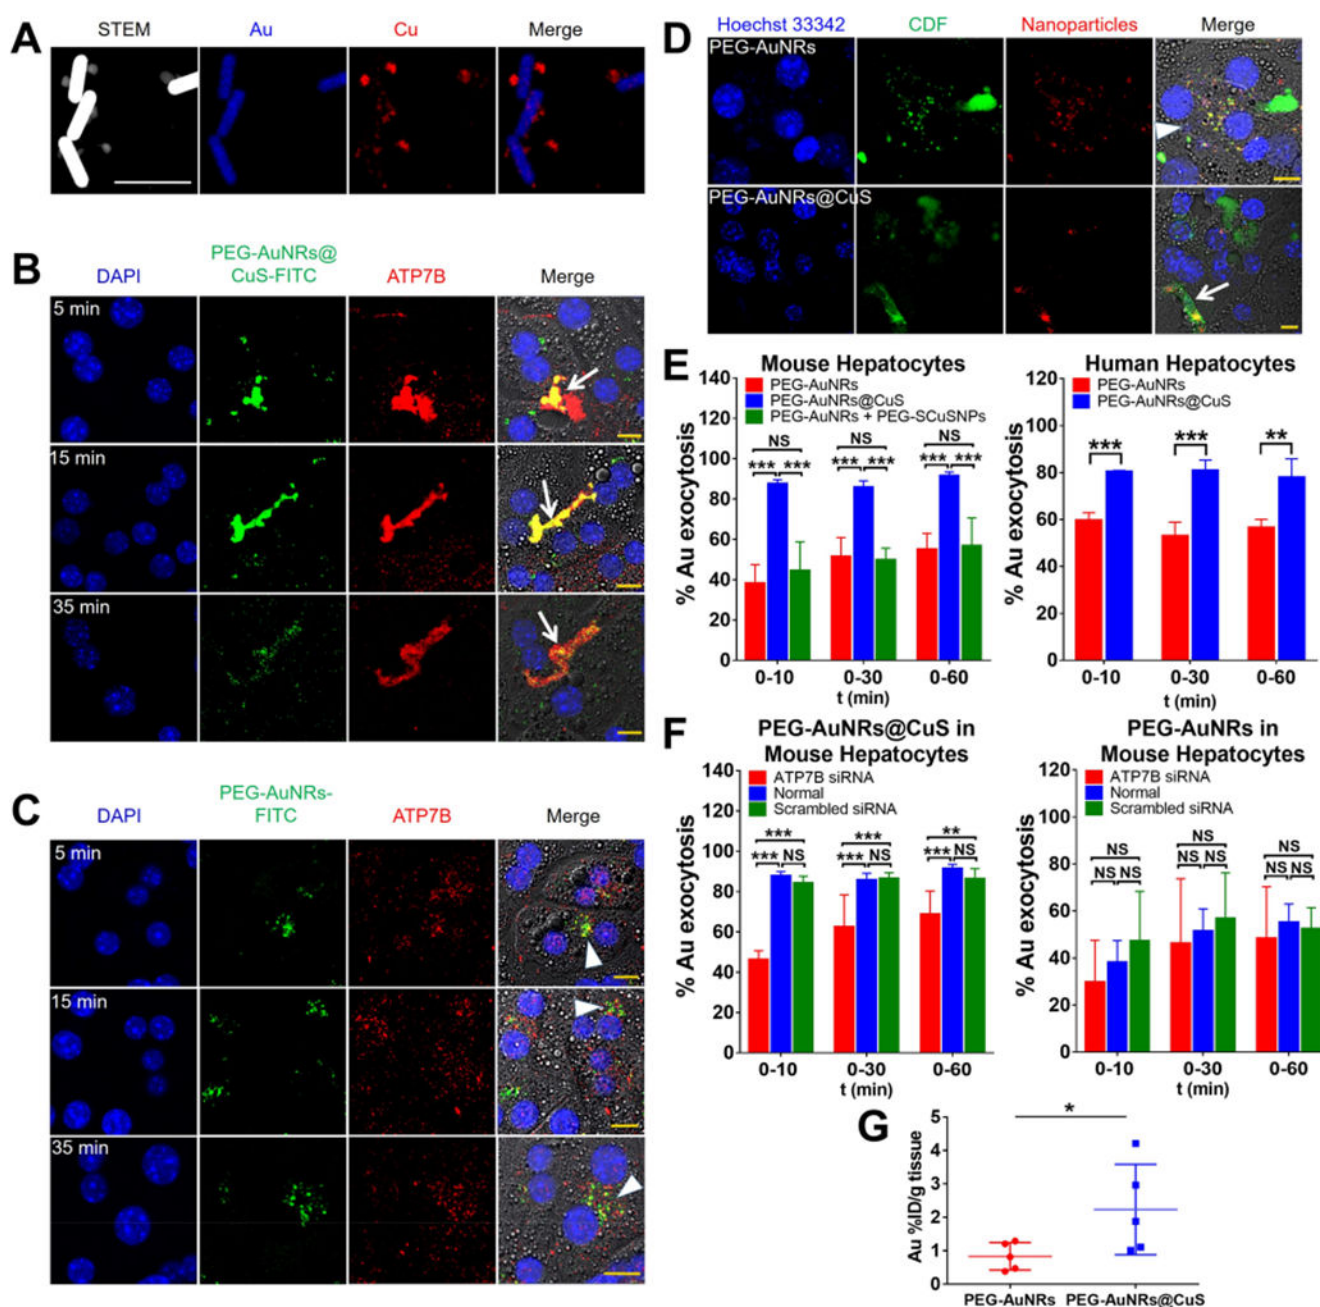 A
STEM
Au
Cu
Merge
B
DAPI
PEG-AuNRs@
CuS-FITC
ATP7B
Merge
5 min
15 min
35 min
C
DAPI
PEG-AuNRs-
FITC
ATP7B
Merge
5 min
15 min
35 min
D
Hoechst 33342
CDF
Nanoparticles
Merge
PEG-AuNRs
PEG-AuNRs@CuS
E
Mouse Hepatocytes
140
120
100
80
60
40
20
0
% Au exocytosis
PEG-AuNRs
PEG-AuNRs@CuS
PEG-AuNRs + PEG-SCuSNPs
NS
*** ***
NS
*** ***
NS
*** ***
0-10
0-30
0-60
t (min)
Human Hepatocytes
120
100
80
60
40
20
0
% Au exocytosis
PEG-AuNRs
PEG-AuNRs@CuS
***
***
**
0-10
0-30
0-60
t (min)
F
PEG-AuNRs@CuS in
Mouse Hepatocytes
140
120
100
80
60
40
20
0
% Au exocytosis
ATP7B siRNA
Normal
Scrambled siRNA
***
*** NS
***
*** NS
**
*** NS
0-10
0-30
0-60
t (min)
PEG-AuNRs in
Mouse Hepatocytes
140
120
100
80
60
40
20
0
% Au exocytosis
ATP7B siRNA
Normal
Scrambled siRNA
NS
NS NS
NS
NS NS
NS
NS NS
0-10
0-30
0-60
t (min)
G
5
4
3
2
1
0
Au %ID/g tissue
*
PEG-AuNRs
PEG-AuNRs@CuS